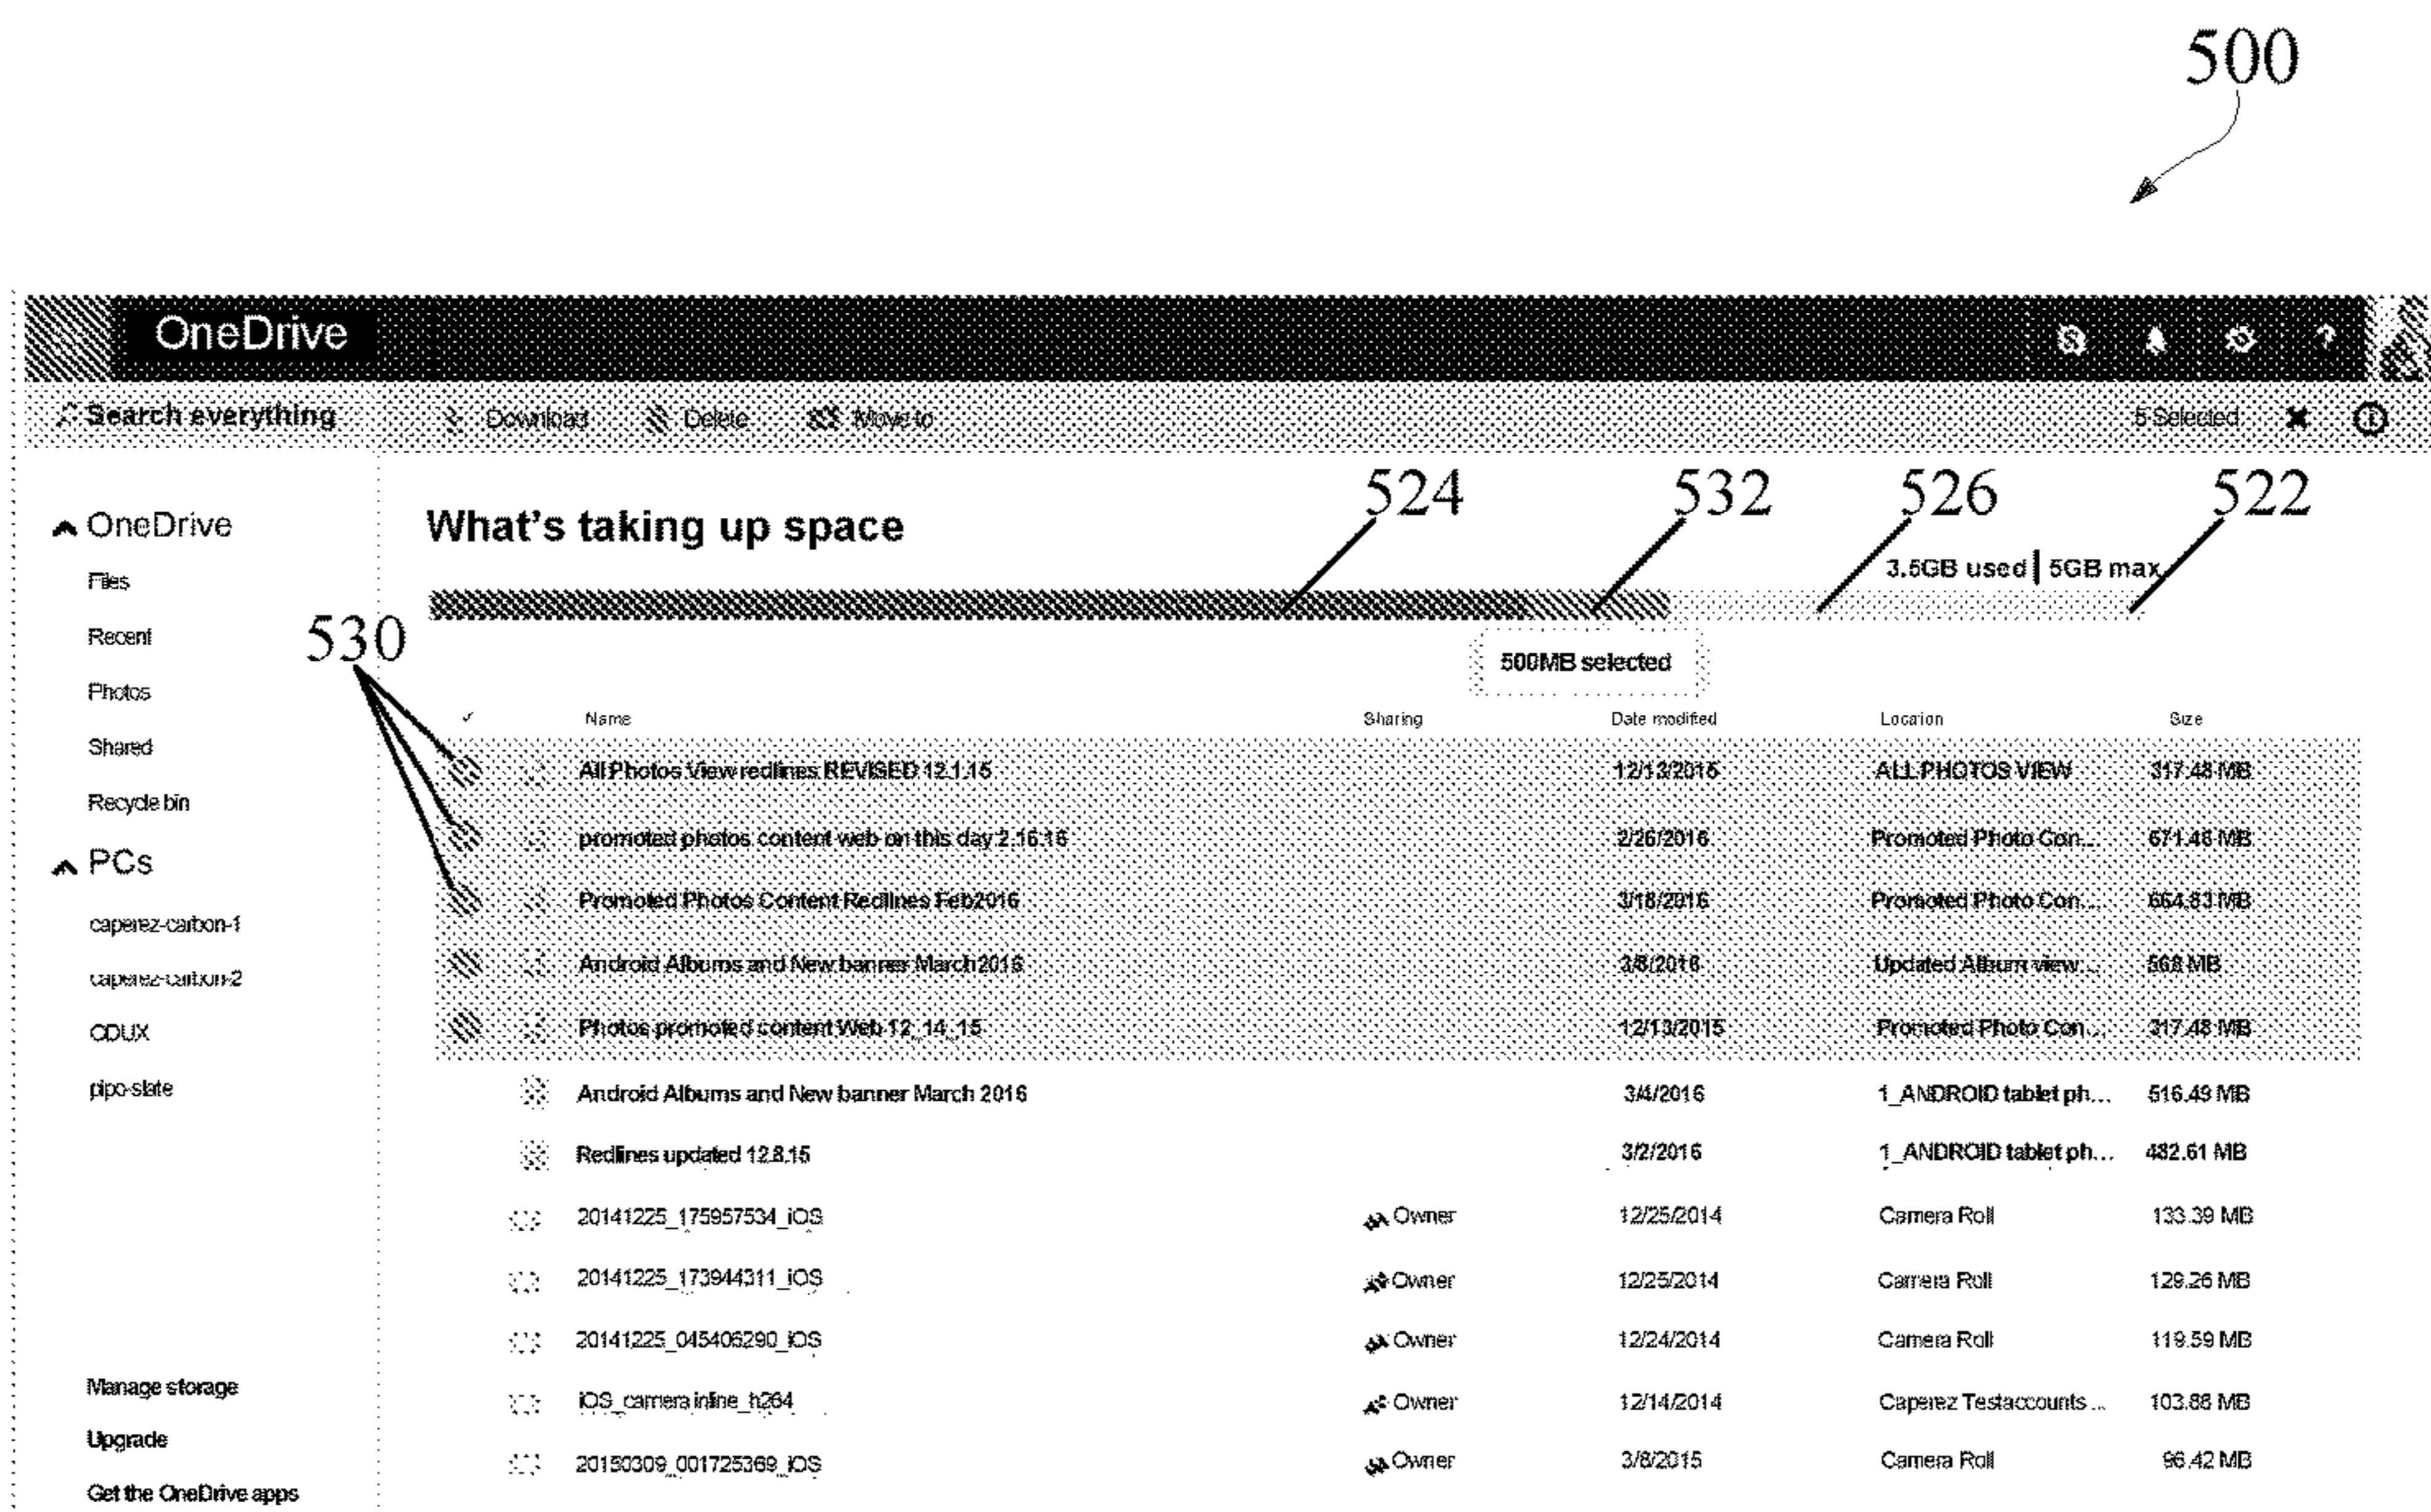 500
OneDrive
Search everything Download Delete Move to 5 Selected
524 532 526 522
OneDrive What's taking up space
3.5GB used | 5GB max
Files
530
Recent
500MB selected
Photos
✓ Name Sharing Date modified Location Size
Shared
All Photos View redlines REVISED 12.1.15 12/13/2015 ALL PHOTOS VIEW 317.48 MB
Recycle bin
promoted photos content web on this day 2.16.16 2/26/2016 Promoted Photo Con... 671.48 MB
PCs
Promoted Photos Content Redlines Feb2016 3/18/2016 Promoted Photo Con... 664.83 MB
caperez-carbon-1
Android Albums and New banner March2016 3/8/2016 Updated Album view... 568 MB
caperez-carbon-2
Photos promoted content Web 12_14_15 12/13/2015 Promoted Photo Con... 317.48 MB
CDUX
pipo-slate
Android Albums and New banner March 2016 3/4/2016 1_ANDROID tablet ph... 516.49 MB
Redlines updated 12.8.15 3/2/2016 1_ANDROID tablet ph... 482.61 MB
20141225_175957534_iOS Owner 12/25/2014 Camera Roll 133.39 MB
20141225_173944311_iOS Owner 12/25/2014 Camera Roll 129.26 MB
20141225_045406290_iOS Owner 12/24/2014 Camera Roll 119.59 MB
Manage storage
iOS_camera inline_h264 Owner 12/14/2014 Caperez Testaccounts ... 103.88 MB
Upgrade
20150309_001725369_iOS Owner 3/8/2015 Camera Roll 96.42 MB
Get the OneDrive apps